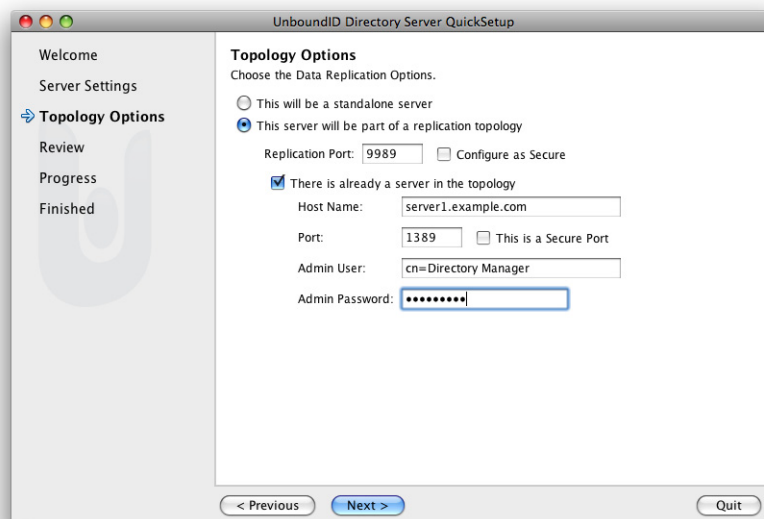 UnboundID Directory Server QuickSetup
Welcome
Server Settings
Topology Options
Review
Progress
Finished
Topology Options
Choose the Data Replication Options.
This will be a standalone server
This server will be part of a replication topology
Replication Port: 9989 Configure as Secure
There is already a server in the topology
Host Name: server1.example.com
Port: 1389 This is a Secure Port
Admin User: cn=Directory Manager
Admin Password: •••••••••
< Previous Next > Quit